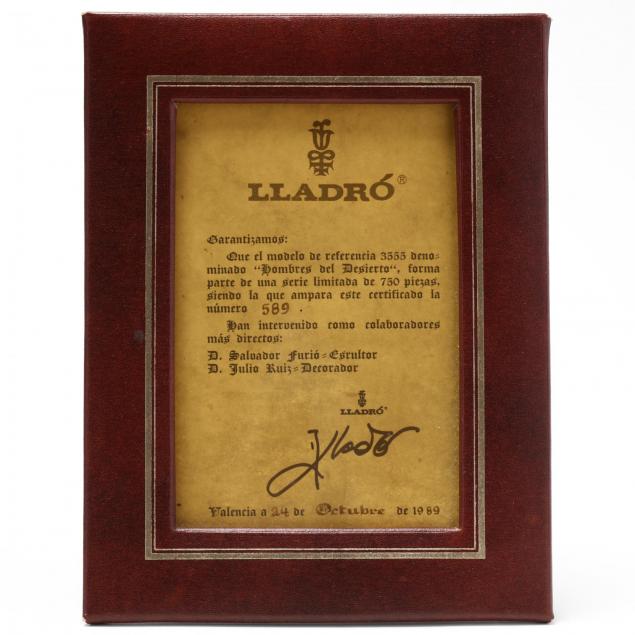 LLADRÓ®
Garantizamos:
Que el modelo de referencia 3555 deno=
minado "Hombres del Desierto", forma
parte de una serie limitada de 750 piezas,
siendo la que ampara este certificado la
número 589.
Han intervenido como colaboradores
más directos:
D. Salvador Furió=Escultor
D. Julio Ruiz=Decorador
LLADRÓ
Lladró
Valencia a 24 de Octubre de 1989